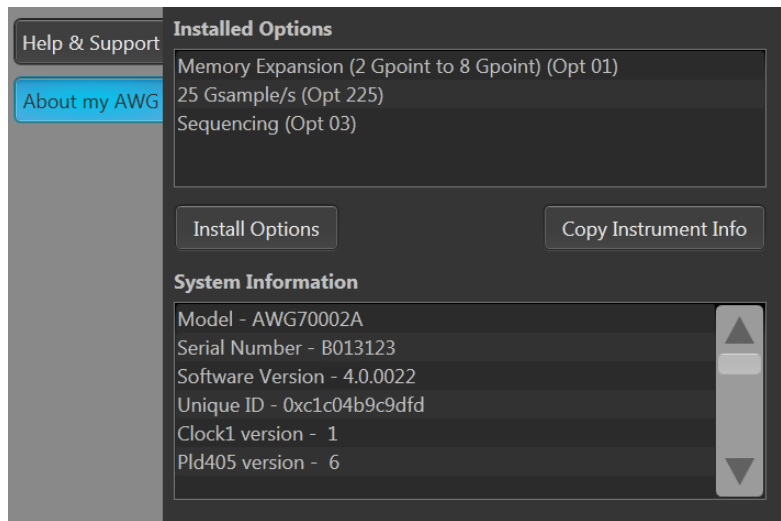 Help & Support
About my AWG
Installed Options
Memory Expansion (2 Gpoint to 8 Gpoint) (Opt 01)
25 Gsample/s (Opt 225)
Sequencing (Opt 03)
Install Options
Copy Instrument Info
System Information
Model - AWG70002A
Serial Number - B013123
Software Version - 4.0.0022
Unique ID - 0xc1c04b9c9dfd
Clock1 version -  1
Pld405 version -  6